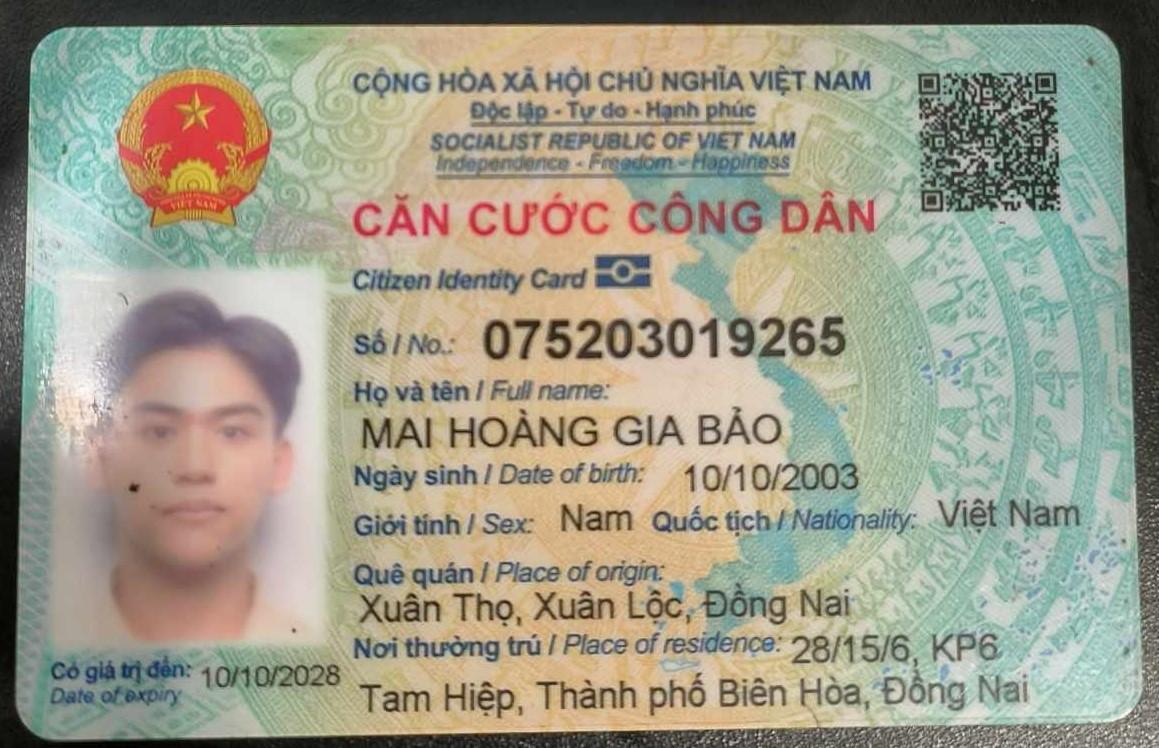 CỘNG HÒA XÃ HỘI CHỦ NGHĨA VIỆT NAM
Độc lập - Tự do - Hạnh phúc
SOCIALIST REPUBLIC OF VIET NAM
Independence - Freedom - Happiness
VIỆT NAM
CĂN CƯỚC CÔNG DÂN
Citizen Identity Card
Số / No.: 075203019265
Họ và tên / Full name:
MAI HOÀNG GIA BẢO
Ngày sinh / Date of birth: 10/10/2003
Giới tính / Sex: Nam Quốc tịch / Nationality: Việt Nam
Quê quán / Place of origin:
Xuân Thọ, Xuân Lộc, Đồng Nai
Nơi thường trú / Place of residence: 28/15/6, KP6
Tam Hiệp, Thành phố Biên Hòa, Đồng Nai
Có giá trị đến: 10/10/2028
Date of expiry